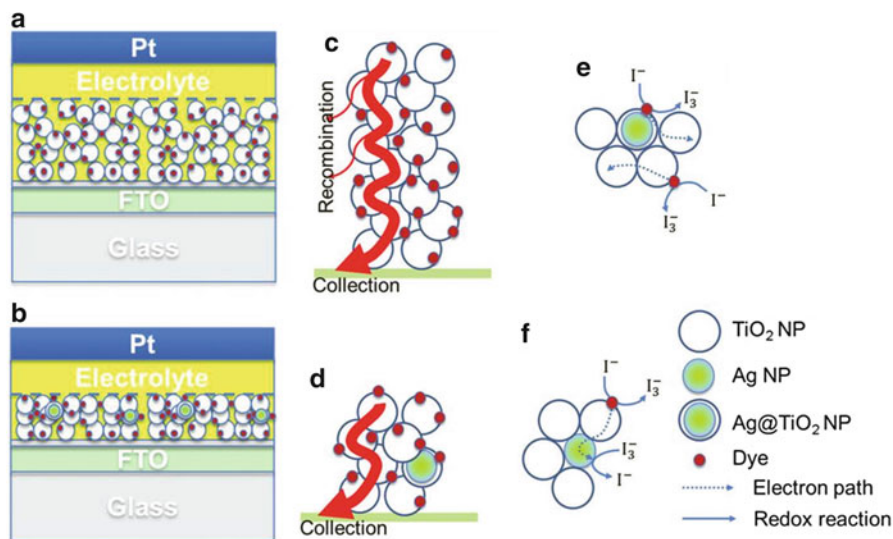 a
Pt
Electrolyte
FTO
Glass
b
Pt
Electrolyte
FTO
Glass
c
Recombination
Collection
d
Collection
e
I⁻
I₃⁻
I₃⁻
I⁻
f
I⁻
I₃⁻
I₃⁻
I⁻
TiO₂ NP
Ag NP
Ag@TiO₂ NP
Dye
Electron path
Redox reaction